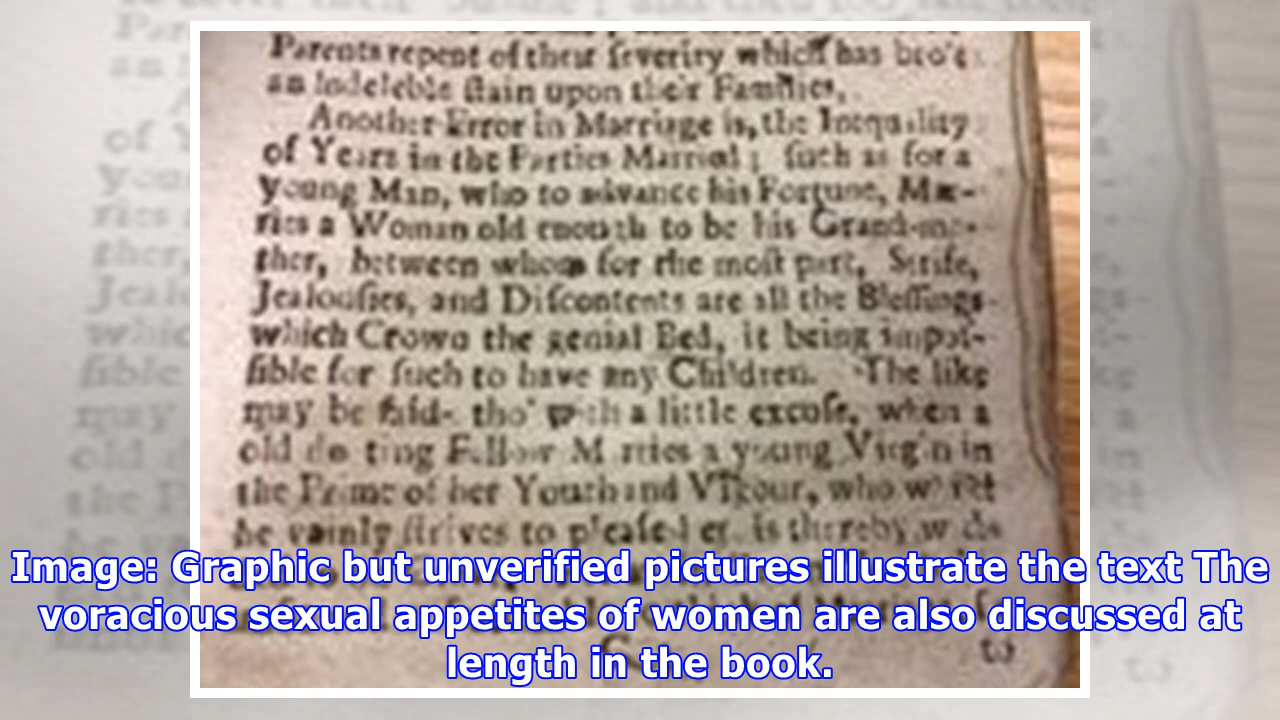 Parents repent of their ſeverity which has bro't
an Indeleble ſtain upon their Families.
Another Error in Marriage is, the Inequality
of Years in the Parties Married; ſuch as for a
young Man, who to advance his Fortune, Mar-
ries a Woman old enough to be his Grand-mo-
ther, between whom for the moſt part, Strife,
Jealouſies, and Diſcontents are all the Bleſſings
which Crown the genial Bed, it being impoſ-
ſible for ſuch to have any Children. The like
may be ſaid, tho' with a little excuſe, when a
old doting Fellow Marries a young Virgin in
the Prime of her Youth and Vigour, who whilſt
he vainly ſtrives to pleaſe her, is thereby
Image: Graphic but unverified pictures illustrate the text The
voracious sexual appetites of women are also discussed at
length in the book.